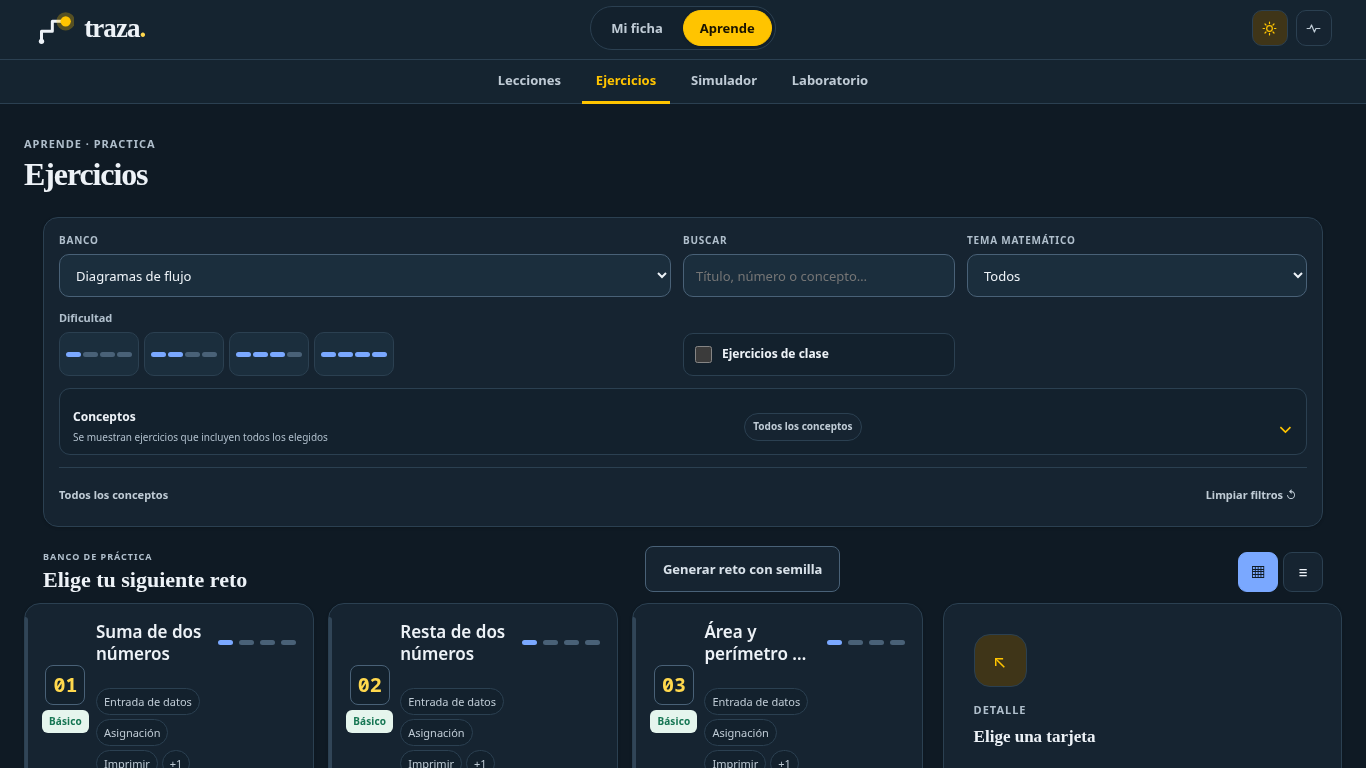 traza.
Mi ficha
Aprende
Lecciones
Ejercicios
Simulador
Laboratorio
APRENDE · PRACTICA
Ejercicios
BANCO
BUSCAR
TEMA MATEMÁTICO
Diagramas de flujo
Título, número o concepto...
Todos
Dificultad
Ejercicios de clase
Conceptos
Se muestran ejercicios que incluyen todos los elegidos
Todos los conceptos
Todos los conceptos
Limpiar filtros
BANCO DE PRÁCTICA
Elige tu siguiente reto
Generar reto con semilla
Suma de dos
números
01
Básico
Entrada de datos
Asignación
Imprimir
+1
Resta de dos
números
02
Básico
Entrada de datos
Asignación
Imprimir
+1
Área y
perímetro ...
03
Básico
Entrada de datos
Asignación
Imprimir
+1
DETALLE
Elige una tarjeta